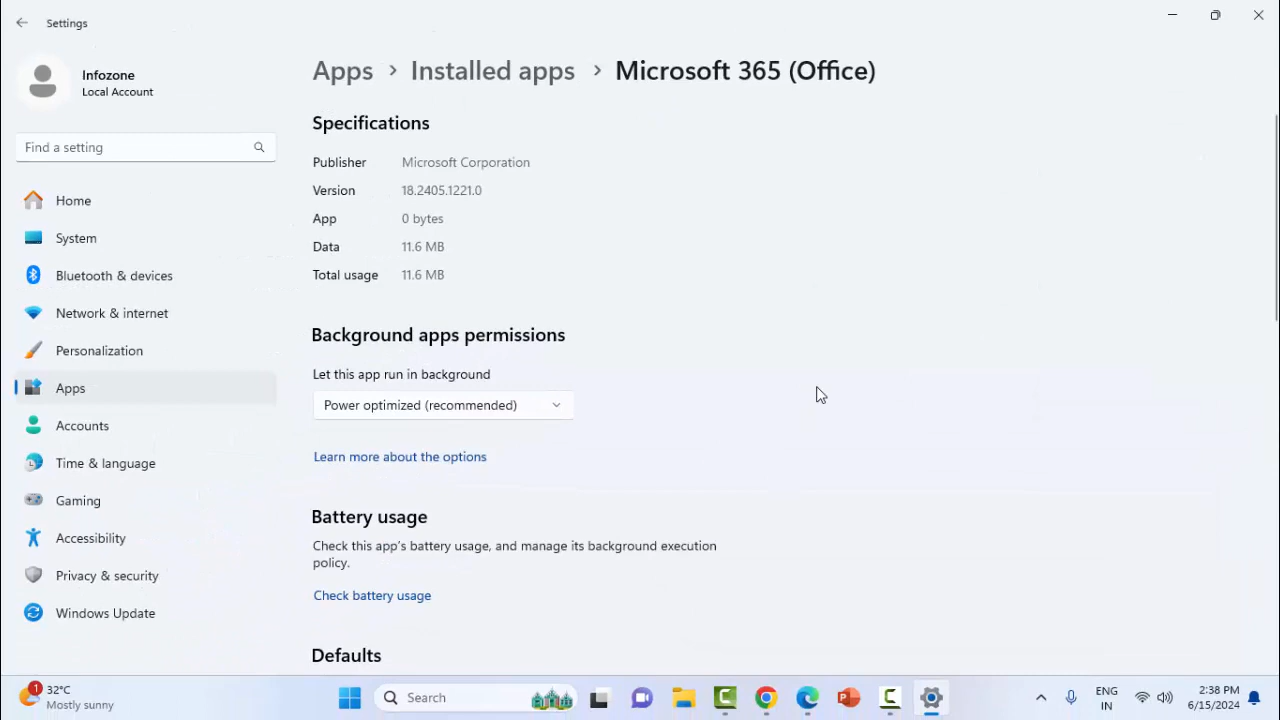 Settings
Infozone
Local Account
Find a setting
Home
System
Bluetooth & devices
Network & internet
Personalization
Apps
Accounts
Time & language
Gaming
Accessibility
Privacy & security
Windows Update
Apps > Installed apps > Microsoft 365 (Office)
Specifications
Publisher Microsoft Corporation
Version 18.2405.1221.0
App 0 bytes
Data 11.6 MB
Total usage 11.6 MB
Background apps permissions
Let this app run in background
Power optimized (recommended)
Learn more about the options
Battery usage
Check this app's battery usage, and manage its background execution
policy.
Check battery usage
Defaults
1
32°C
Mostly sunny
Search
ENG
IN
2:38 PM
6/15/2024